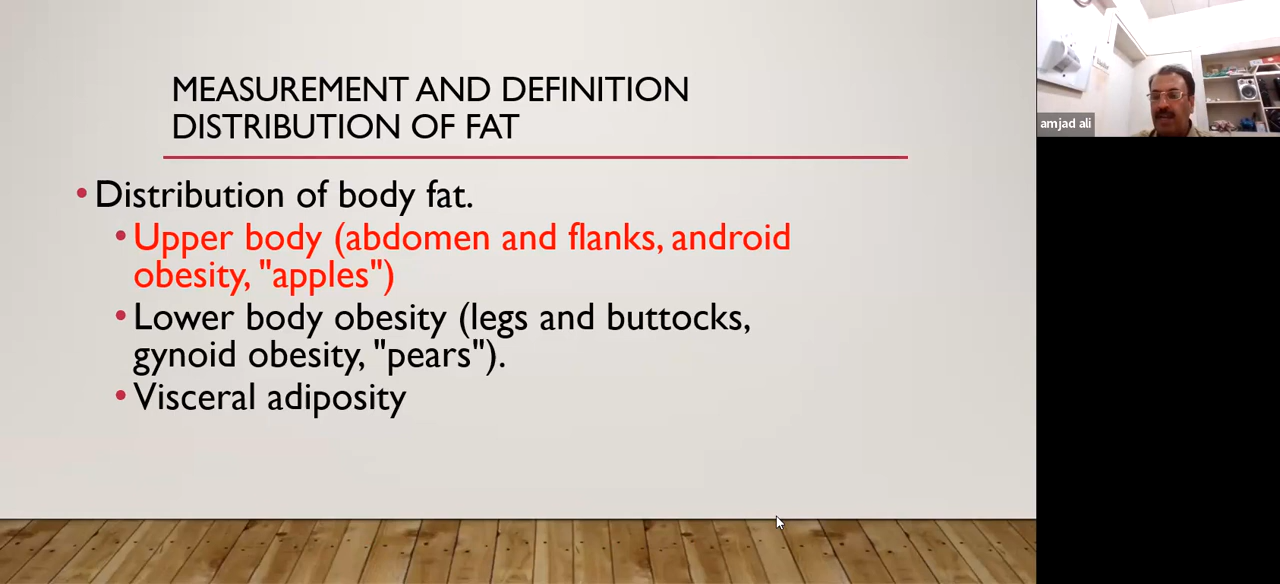 MEASUREMENT AND DEFINITION
DISTRIBUTION OF FAT
• Distribution of body fat.
• Upper body (abdomen and flanks, android
obesity, "apples")
• Lower body obesity (legs and buttocks,
gynoid obesity, "pears").
• Visceral adiposity
amjad ali